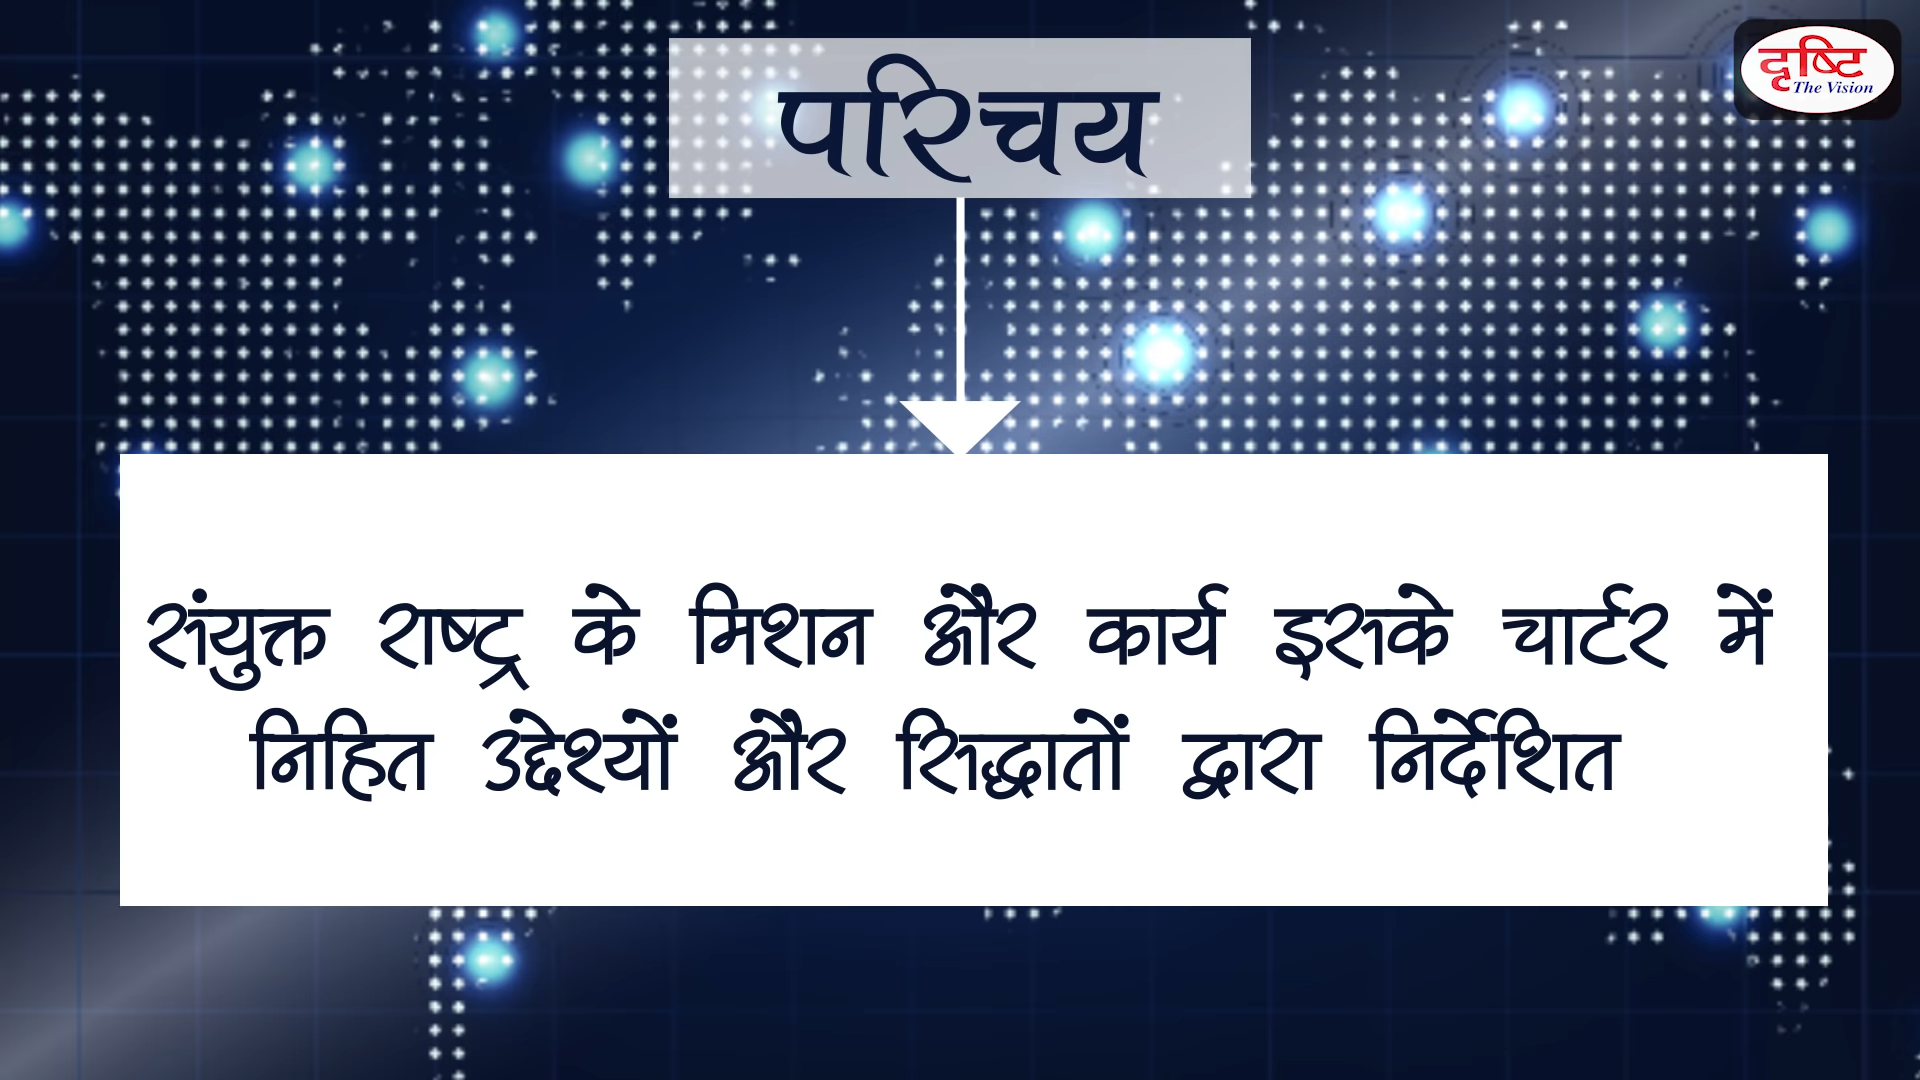 परिचय
दृष्टि
The Vision
संयुक्त राष्ट्र के मिशन और कार्य इसके चार्टर में
निहित उद्देश्यों और सिद्धातों द्वारा निर्देशित